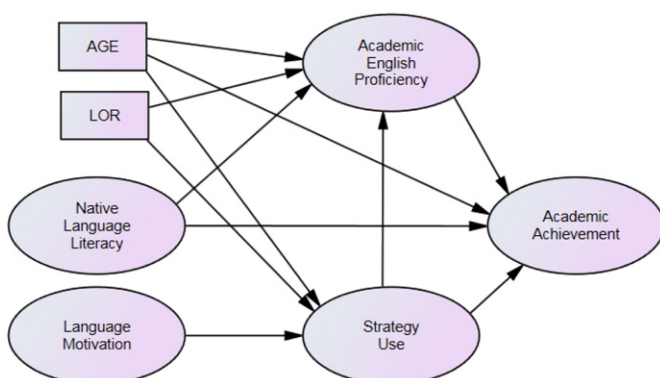 AGE
Academic
English
Proficiency
LOR
Native
Language
Literacy
Academic
Achievement
Language
Motivation
Strategy
Use